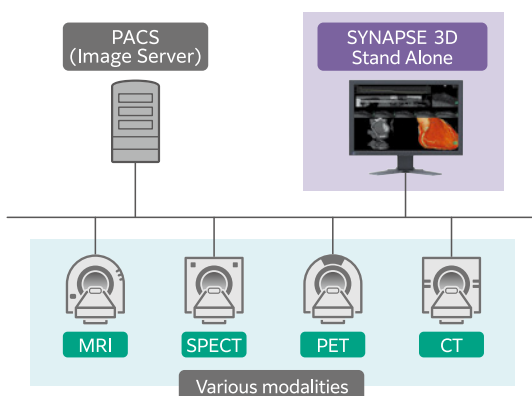 PACS
(Image Server)
SYNAPSE 3D
Stand Alone
MRI
SPECT
PET
CT
Various modalities